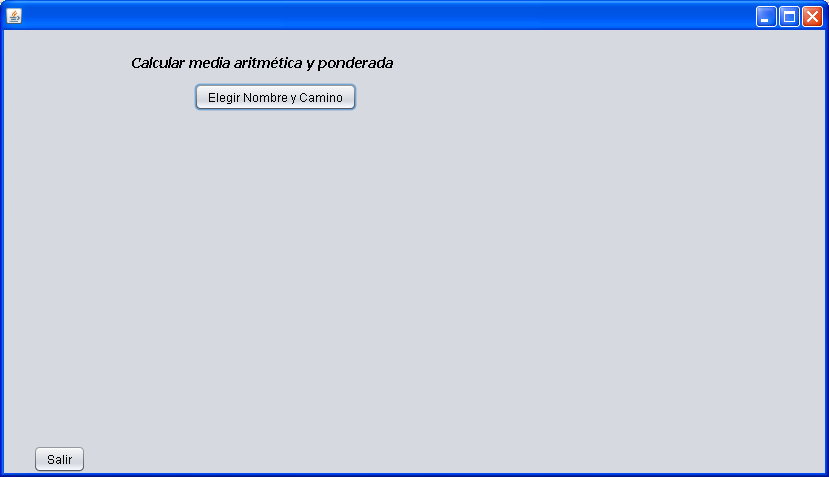 Calcular media aritmética y ponderada
Elegir Nombre y Camino
Salir